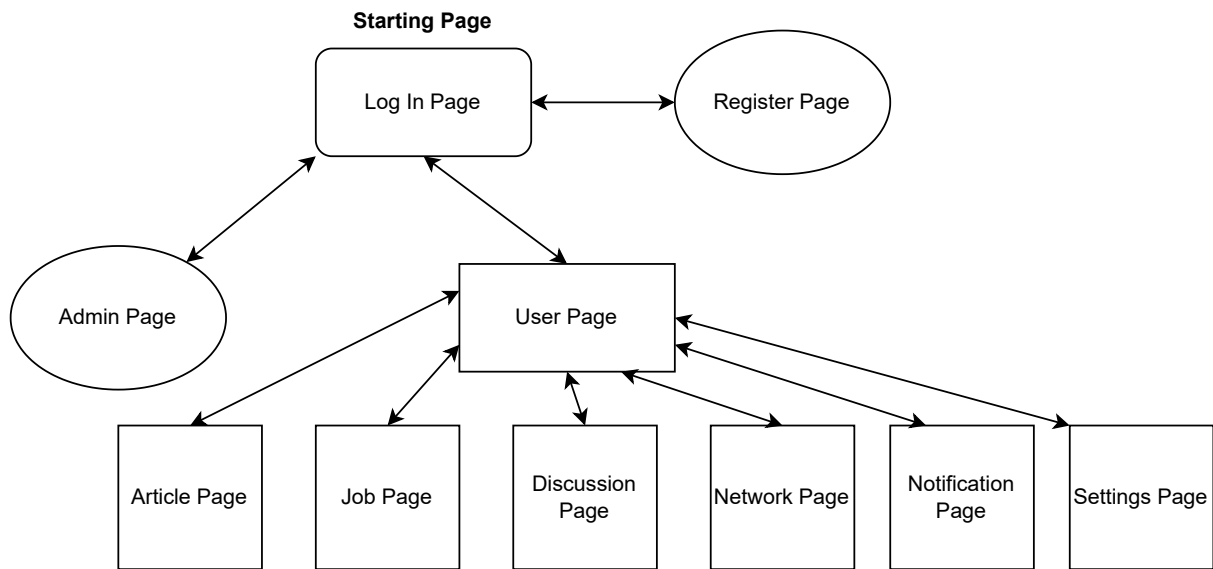 Starting Page
Log In Page
Register Page
Admin Page
User Page
Article Page
Job Page
Discussion
Page
Network Page
Notification
Page
Settings Page